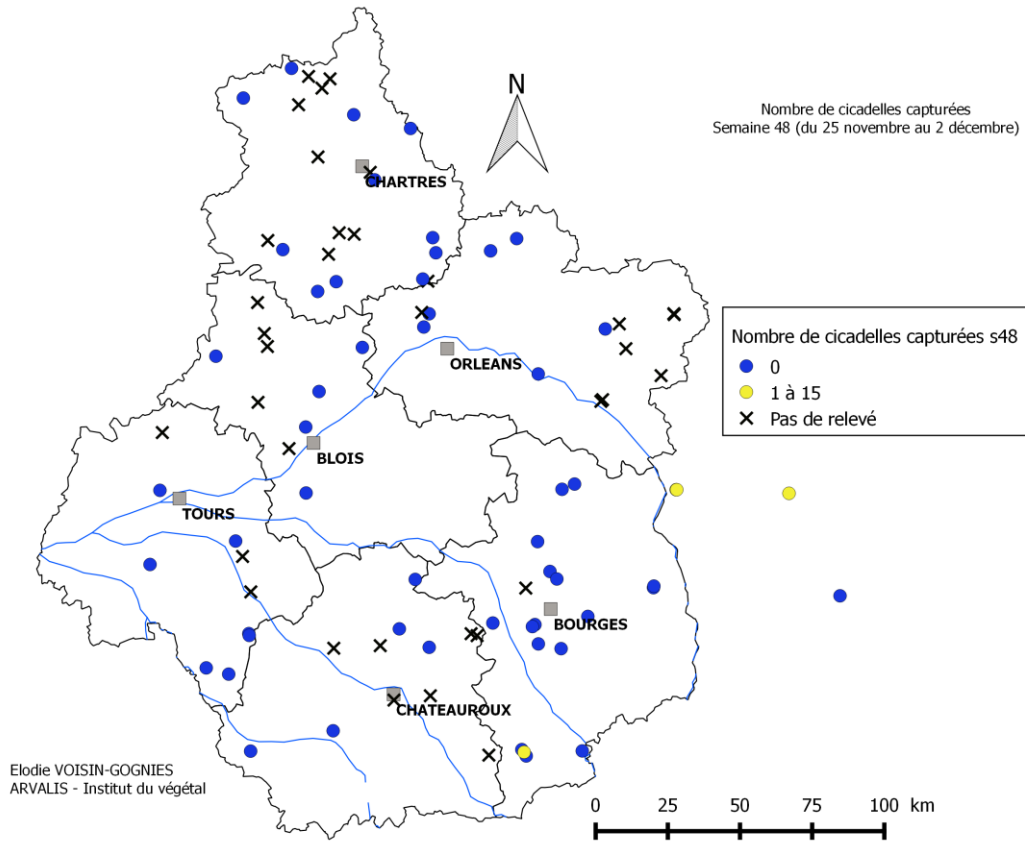 N
Nombre de cicadelles capturées
Semaine 48 (du 25 novembre au 2 décembre)
CHARTRES
Nombre de cicadelles capturées s48
0
1 à 15
Pas de relevé
ORLEANS
BLOIS
TOURS
BOURGES
CHATEAUROUX
Elodie VOISIN-GOGNIES
ARVALIS - Institut du végétal
0 25 50 75 100 km